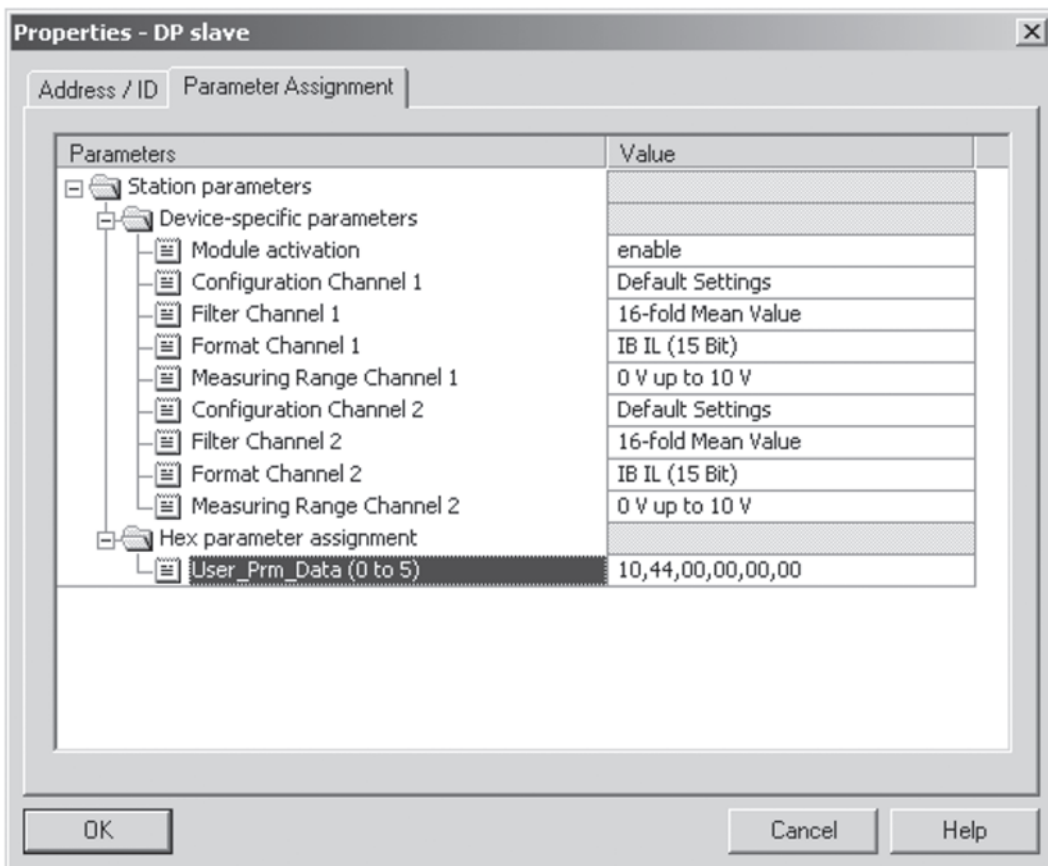 Properties - DP slave
Address / ID Parameter Assignment
Parameters Value
Station parameters
Device-specific parameters
Module activation enable
Configuration Channel 1 Default Settings
Filter Channel 1 16-fold Mean Value
Format Channel 1 IB IL (15 Bit)
Measuring Range Channel 1 0 V up to 10 V
Configuration Channel 2 Default Settings
Filter Channel 2 16-fold Mean Value
Format Channel 2 IB IL (15 Bit)
Measuring Range Channel 2 0 V up to 10 V
Hex parameter assignment
User_Prm_Data (0 to 5) 10,44,00,00,00,00
OK Cancel Help